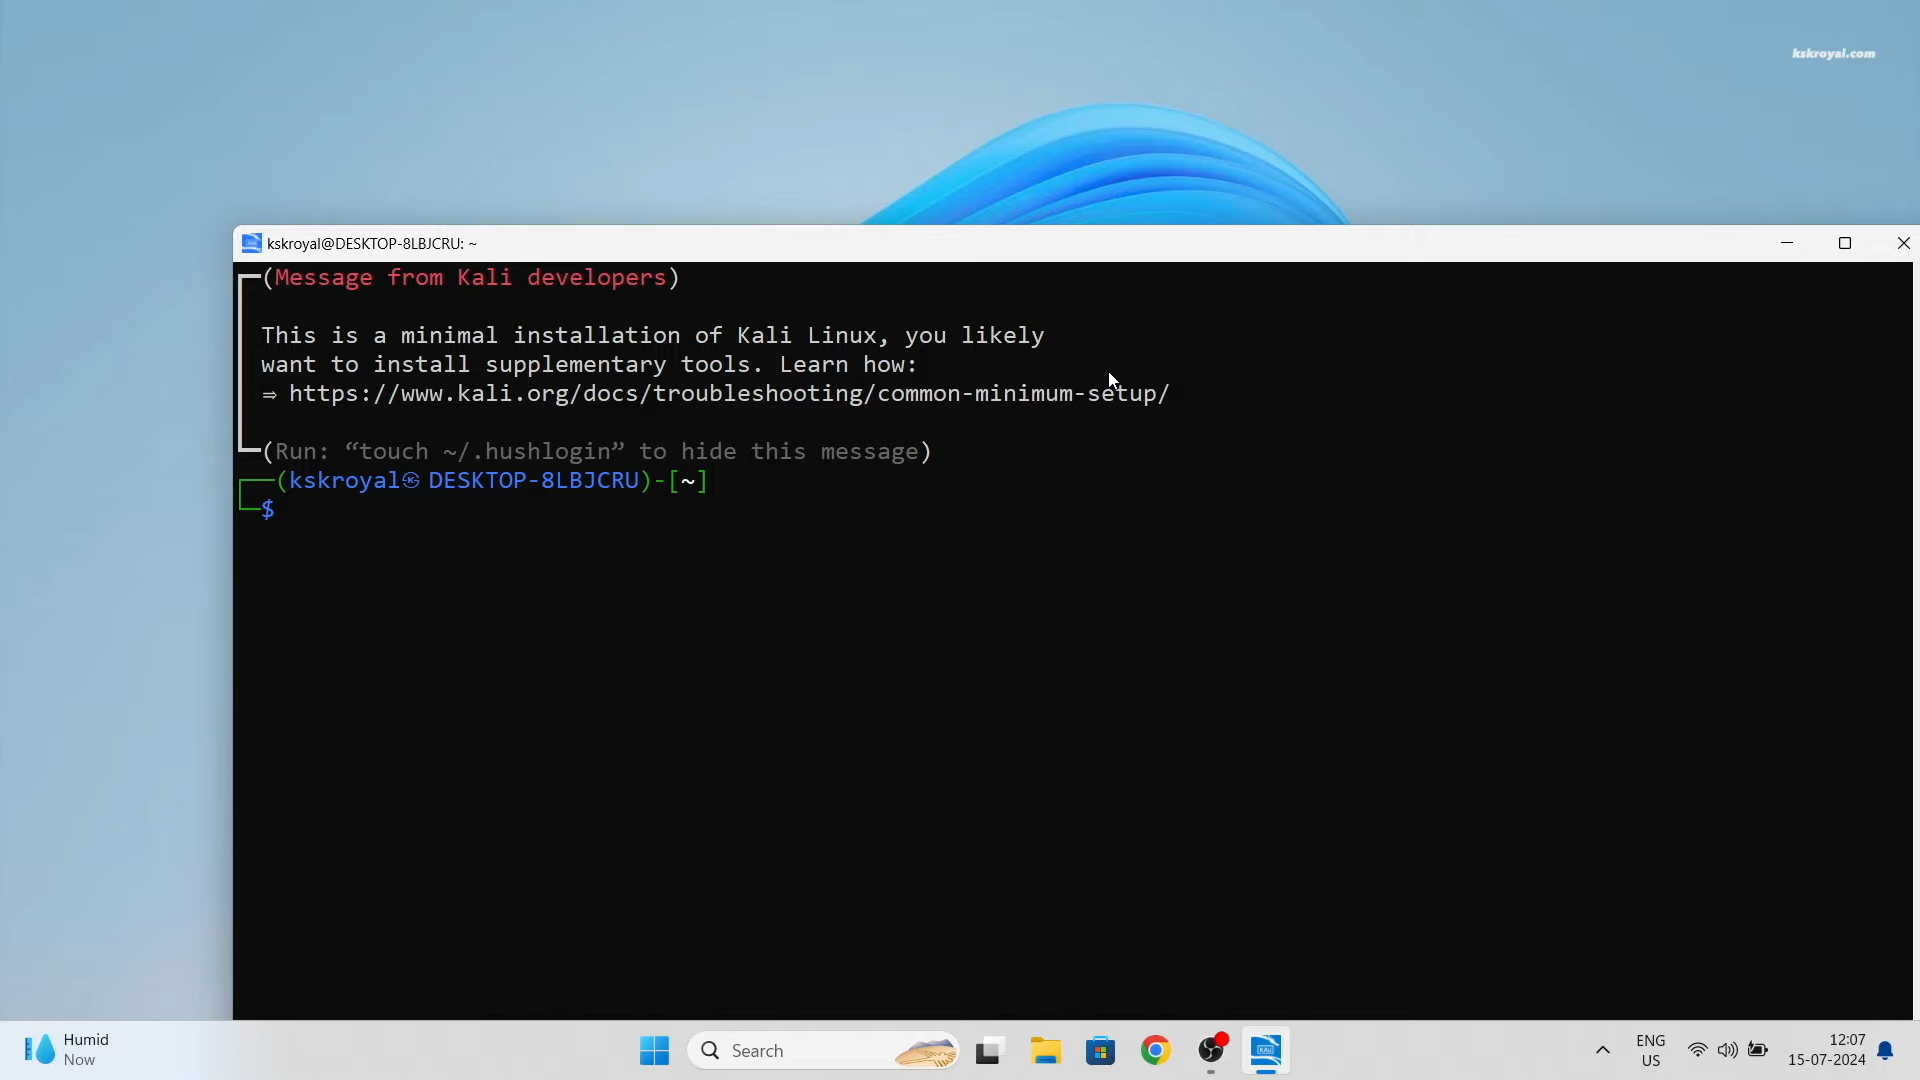 kskroyal.com
kskroyal@DESKTOP-8LBJCRU: ~
(Message from Kali developers)
This is a minimal installation of Kali Linux, you likely
want to install supplementary tools. Learn how:
⇒ https://www.kali.org/docs/troubleshooting/common-minimum-setup/
(Run: “touch ~/.hushlogin” to hide this message)
(kskroyal㉿DESKTOP-8LBJCRU)-[~]
$
Humid
Now
Search
KALI
ENG
US
12:07
15-07-2024